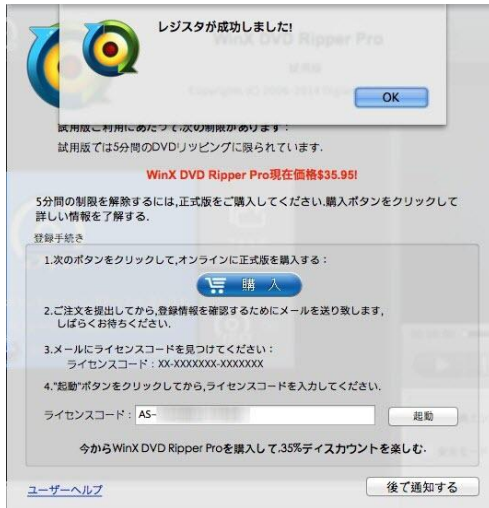 レジスタが成功しました!
WinX DVD Ripper Pro
試用版
OK
試用版ご利用にあたって,次の制限があります：
試用版では5分間のDVDリッピングに限られています.
WinX DVD Ripper Pro現在価格$35.95!
5分間の制限を解除するには,正式版をご購入してください.購入ボタンをクリックして
詳しい情報を了解する.
登録手続き
1.次のボタンをクリックして,オンラインに正式版を購入する：
購 入
2.ご注文を提出してから,登録情報を確認するためにメールを送り致します,
しばらくお待ちください.
3.メールにライセンスコードを見つけてください：
ライセンスコード：XX-XXXXXXX-XXXXXXX
4."起動"ボタンをクリックしてから,ライセンスコードを入力してください.
ライセンスコード： AS- 起動
今からWinX DVD Ripper Proを購入して,35%ディスカウントを楽しむ.
ユーザーヘルプ 後で通知する